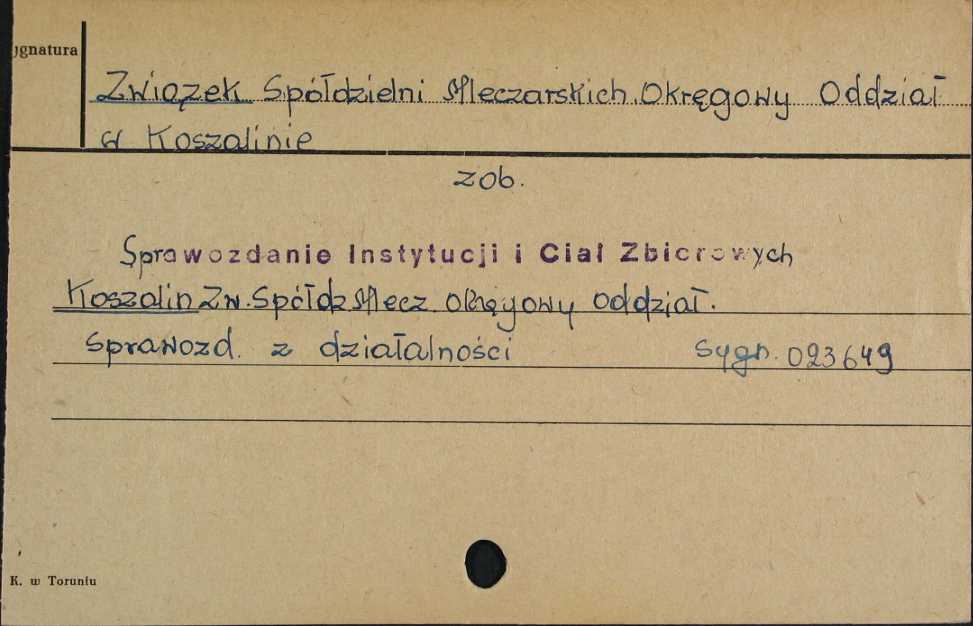 ygnatura
Związek Spółdzielni Mleczarskich. Okręgowy Oddział
w Koszalinie
zob.
Sprawozdanie Instytucji i Ciał Zbiorowych
Koszalin Zw. Spółdz Mlecz. Okręgowy Oddział.
Sprawozd. z działalności sygn. 023649
K. w Toruniu